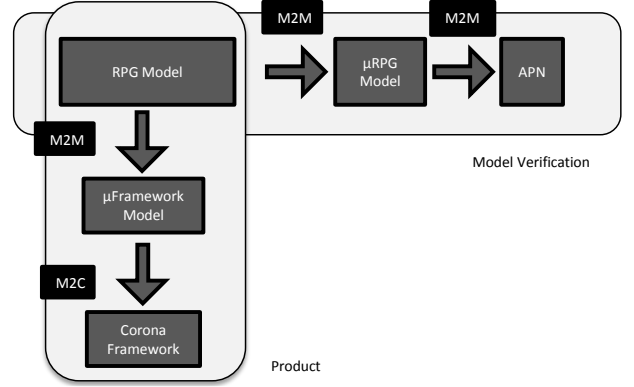 M2M
M2M
RPG Model
µRPG
Model
APN
M2M
Model Verification
µFramework
Model
M2C
Corona
Framework
Product